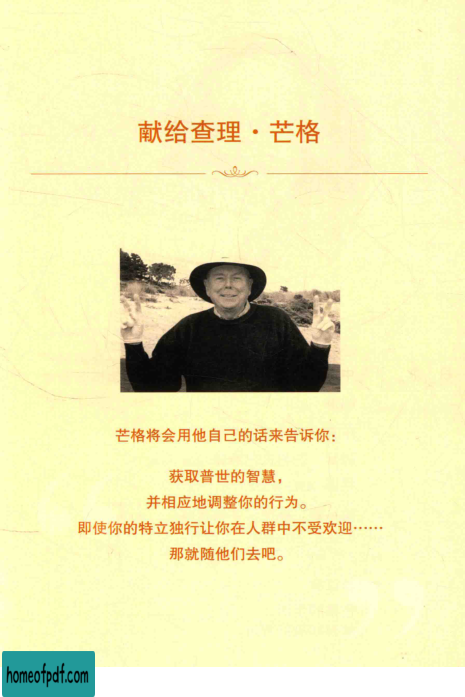 献给查理·芒格
芒格将会用他自己的话来告诉你：
获取普世的智慧，
并相应地调整你的行为。
即使你的特立独行让你在人群中不受欢迎……
那就随他们去吧。
homeofpdf.com